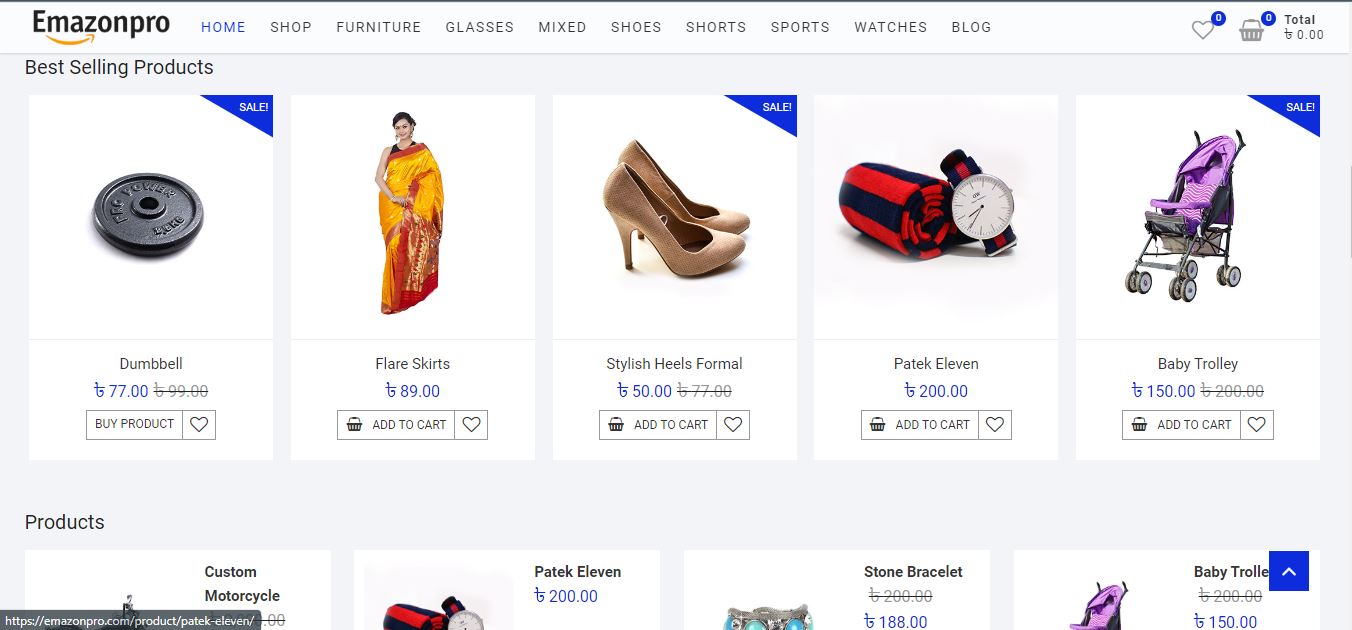 Emazonpro
HOME SHOP FURNITURE GLASSES MIXED SHOES SHORTS SPORTS WATCHES BLOG
0
0
Total
৳ 0.00
Best Selling Products
SALE!
SALE!
SALE!
PRO POWER
Dumbbell
Flare Skirts
Stylish Heels Formal
Patek Eleven
Baby Trolley
৳ 77.00 ৳ 99.00
৳ 89.00
৳ 50.00 ৳ 77.00
৳ 200.00
৳ 150.00 ৳ 200.00
BUY PRODUCT
ADD TO CART
ADD TO CART
ADD TO CART
ADD TO CART
Products
Custom
Motorcycle
Patek Eleven
৳ 200.00
Stone Bracelet
৳ 200.00
৳ 188.00
Baby Trolle
৳ 200.00
৳ 150.00
https://emazonpro.com/product/patek-eleven/